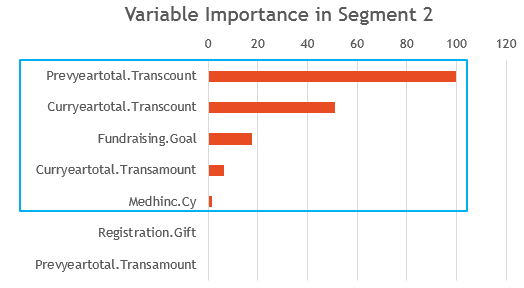 Variable Importance in Segment 2
0 20 40 60 80 100 120
Prevyeartotal.Transcount
Curryeartotal.Transcount
Fundraising.Goal
Curryeartotal.Transamount
Medhinc.Cy
Registration.Gift
Prevyeartotal.Transamount